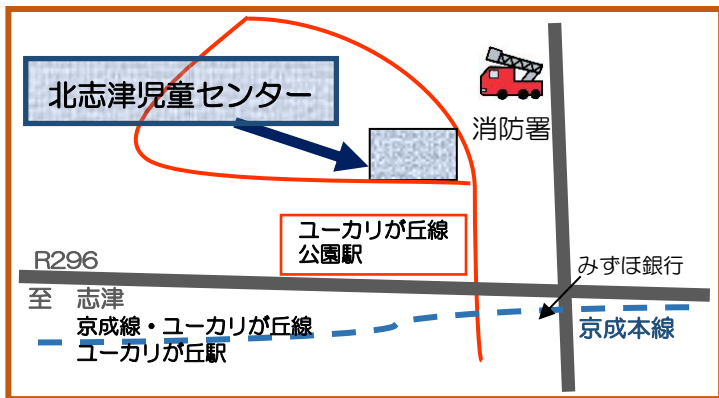 北志津児童センター
消防署
ユーカリが丘線
公園駅
R296
みずほ銀行
至　志津
京成線・ユーカリが丘線
ユーカリが丘駅
京成本線